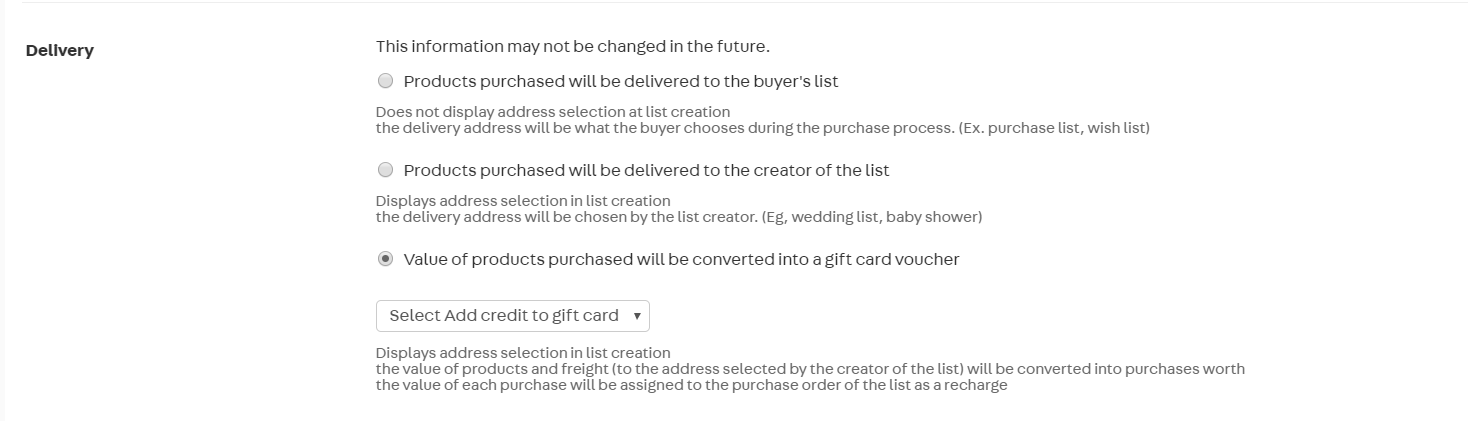 Delivery
This information may not be changed in the future.
Products purchased will be delivered to the buyer's list
Does not display address selection at list creation
the delivery address will be what the buyer chooses during the purchase process. (Ex. purchase list, wish list)
Products purchased will be delivered to the creator of the list
Displays address selection in list creation
the delivery address will be chosen by the list creator. (Eg, wedding list, baby shower)
Value of products purchased will be converted into a gift card voucher
Select Add credit to gift card
Displays address selection in list creation
the value of products and freight (to the address selected by the creator of the list) will be converted into purchases worth
the value of each purchase will be assigned to the purchase order of the list as a recharge